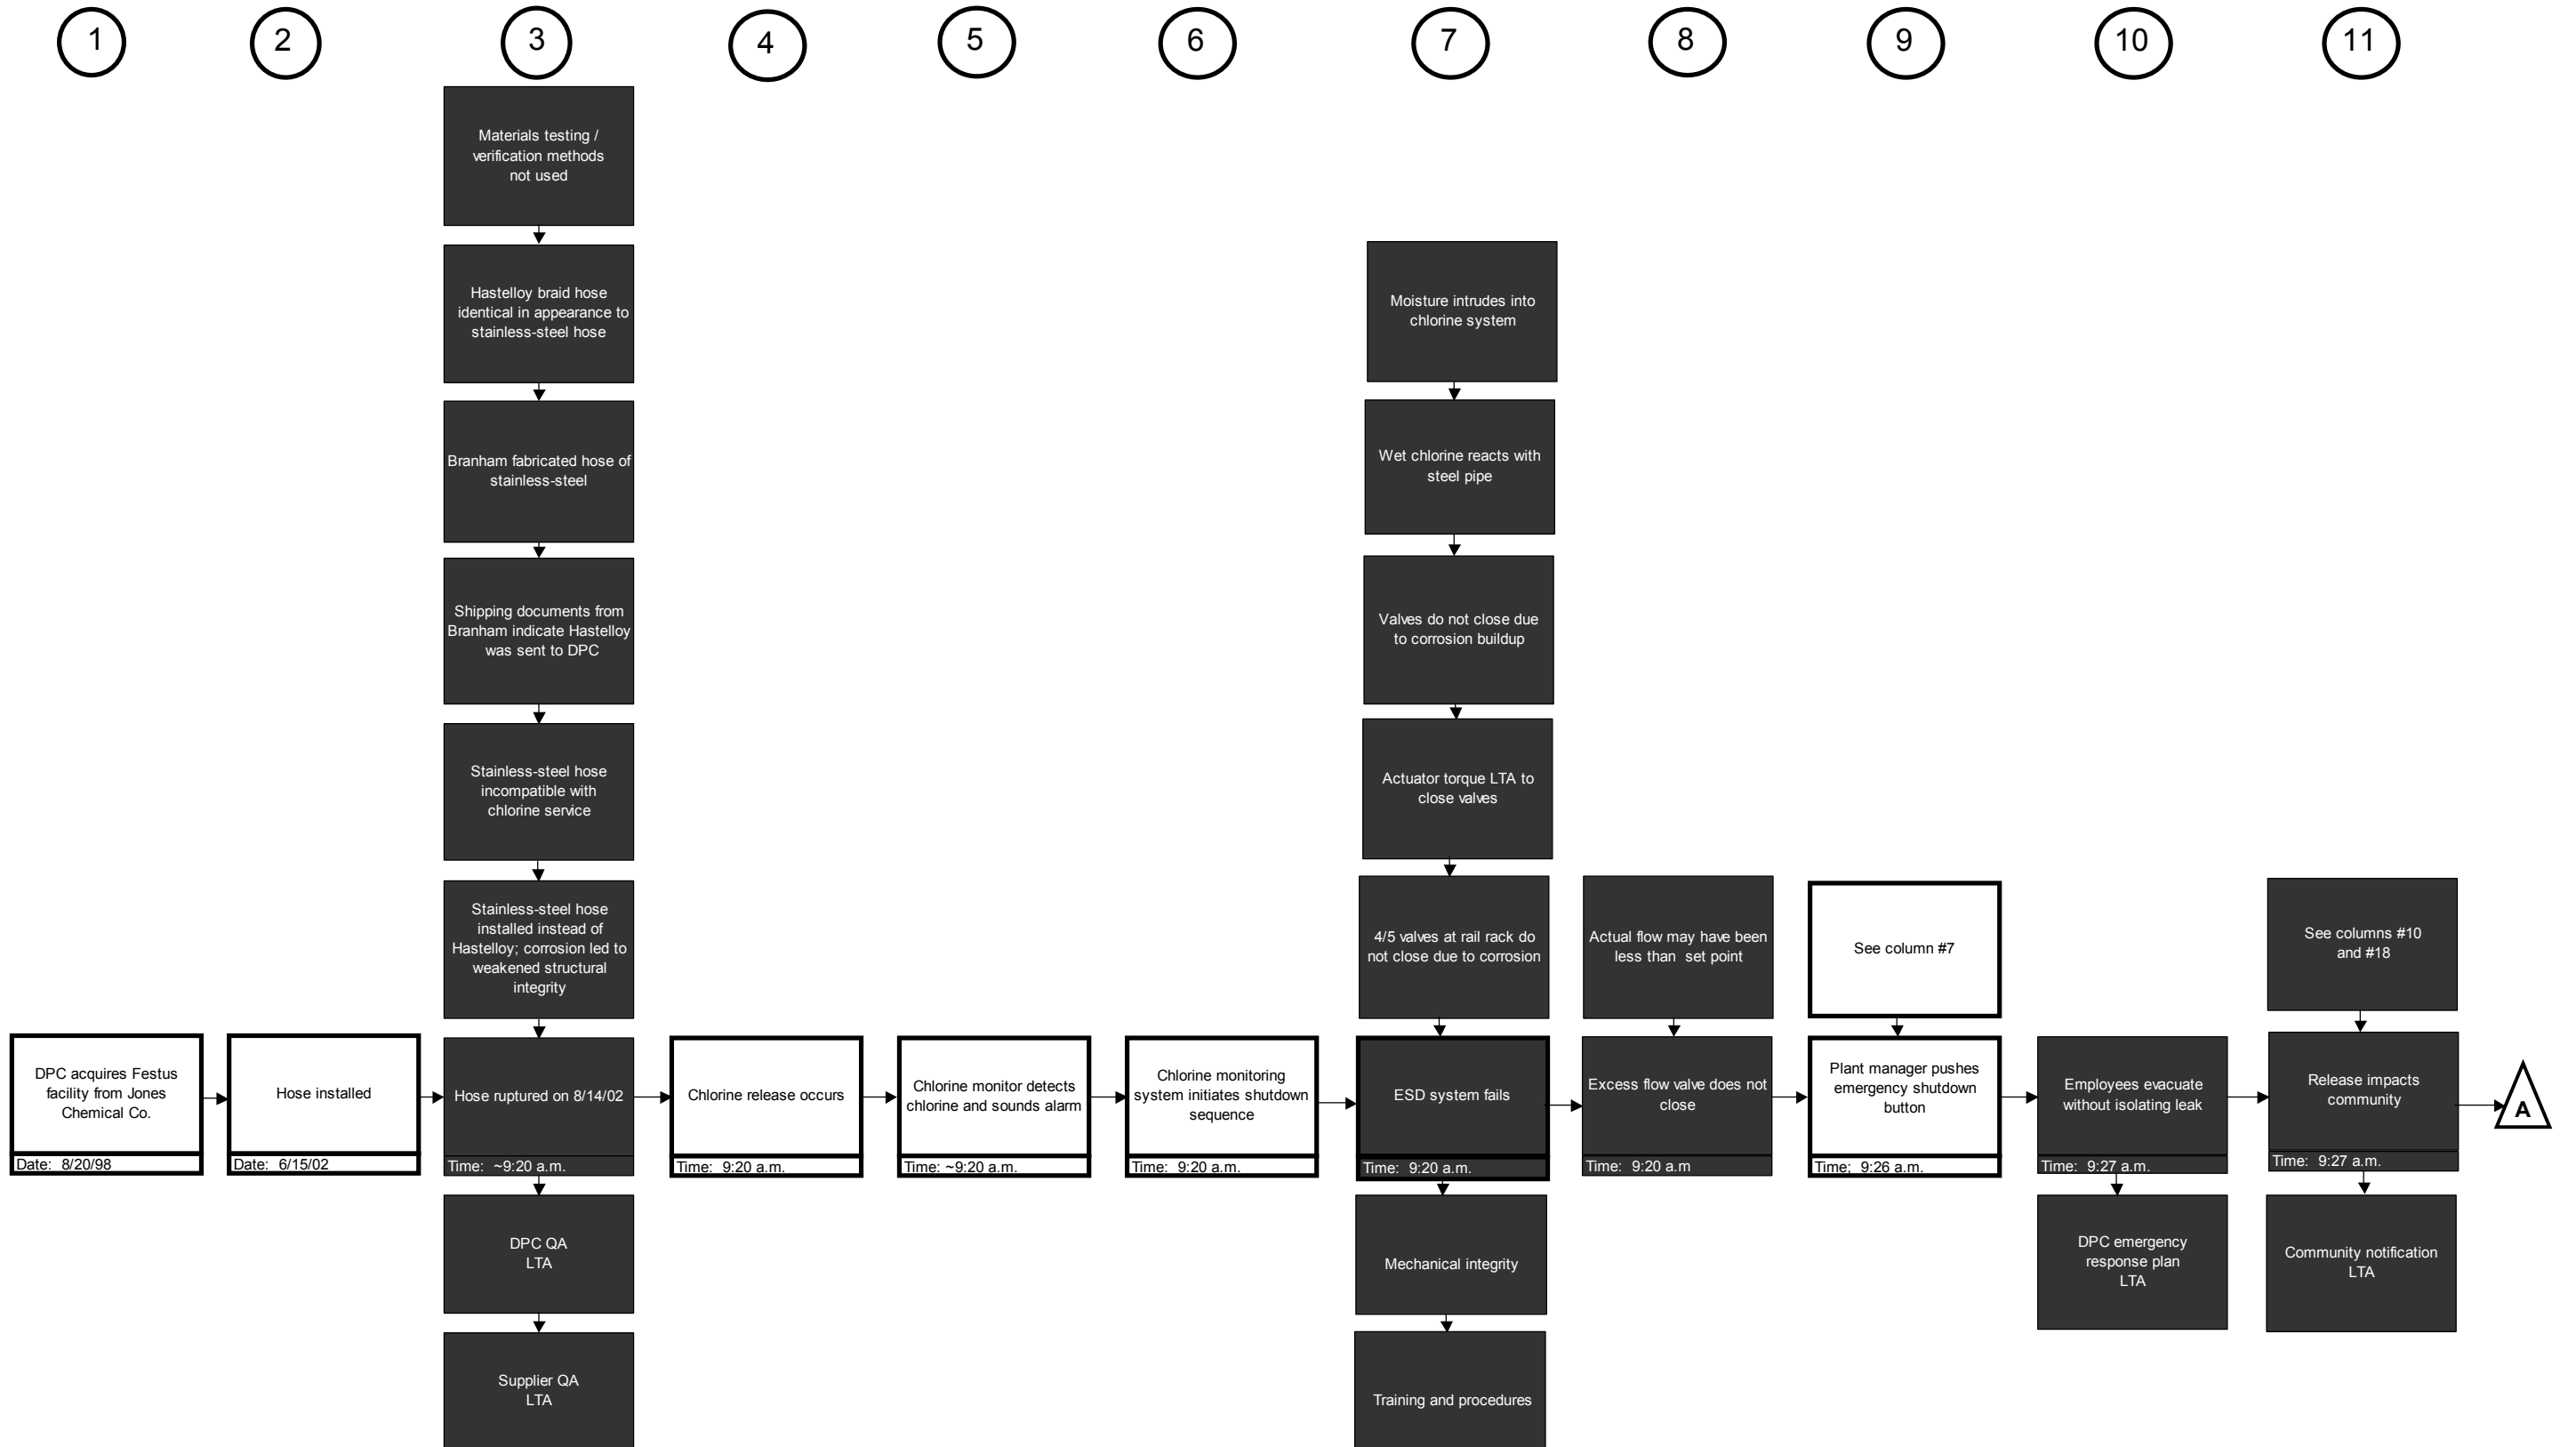 1
2
3
4
5
6
7
8
9
10
11
Materials testing /
verification methods
not used
Hastelloy braid hose
identical in appearance to
stainless-steel hose
Branham fabricated hose of
stainless-steel
Shipping documents from
Branham indicate Hastelloy
was sent to DPC
Stainless-steel hose
incompatible with
chlorine service
Stainless-steel hose
installed instead of
Hastelloy; corrosion led to
weakened structural
integrity
Moisture intrudes into
chlorine system
Wet chlorine reacts with
steel pipe
Valves do not close due
to corrosion buildup
Actuator torque LTA to
close valves
4/5 valves at rail rack do
not close due to corrosion
Actual flow may have been
less than set point
See column #7
See columns #10
and #18
DPC acquires Festus
facility from Jones
Chemical Co.
Date: 8/20/98
Hose installed
Date: 6/15/02
Hose ruptured on 8/14/02
Time: ~9:20 a.m.
Chlorine release occurs
Time: 9:20 a.m.
Chlorine monitor detects
chlorine and sounds alarm
Time: ~9:20 a.m.
Chlorine monitoring
system initiates shutdown
sequence
Time: 9:20 a.m.
ESD system fails
Time: 9:20 a.m.
Excess flow valve does not
close
Time: 9:20 a.m
Plant manager pushes
emergency shutdown
button
Time; 9:26 a.m.
Employees evacuate
without isolating leak
Time: 9:27 a.m.
Release impacts
community
Time: 9:27 a.m.
A
DPC QA
LTA
Supplier QA
LTA
Mechanical integrity
Training and procedures
DPC emergency
response plan
LTA
Community notification
LTA